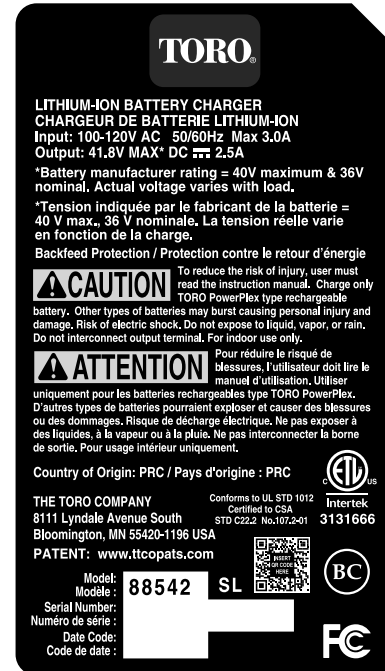 TORO®
LITHIUM-ION BATTERY CHARGER
CHARGEUR DE BATTERIE LITHIUM-ION
Input: 100-120V AC 50/60Hz Max 3.0A
Output: 41.8V MAX* DC ⎓ 2.5A
*Battery manufacturer rating = 40V maximum & 36V
nominal. Actual voltage varies with load.
*Tension indiquée par le fabricant de la batterie =
40 V max., 36 V nominale. La tension réelle varie
en fonction de la charge.
Backfeed Protection / Protection contre le retour d'énergie
CAUTION To reduce the risk of injury, user must
read the instruction manual. Charge only
TORO PowerPlex type rechargeable
battery. Other types of batteries may burst causing personal injury and
damage. Risk of electric shock. Do not expose to liquid, vapor, or rain.
Do not interconnect output terminal. For indoor use only.
ATTENTION Pour réduire le risqué de
blessures, l'utilisateur doit lire le
manuel d'utilisation. Utiliser
uniquement pour les batteries rechargeables type TORO PowerPlex.
D'autres types de batteries pourraient exploser et causer des blessures
ou des dommages. Risque de décharge électrique. Ne pas exposer à
des liquides, à la vapeur ou à la pluie. Ne pas interconnecter la borne
de sortie. Pour usage intérieur uniquement.
Country of Origin: PRC / Pays d'origine : PRC
THE TORO COMPANY
8111 Lyndale Avenue South
Bloomington, MN 55420-1196 USA
PATENT: www.ttcopats.com
Conforms to UL STD 1012
Certified to CSA
STD C22.2 No.107.2-01
C ETL US
Intertek
3131666
INSERT
QR CODE
HERE
BC
Model:
Modèle :
88542 SL
Serial Number:
Numéro de série :
Date Code:
Code de date :
FC